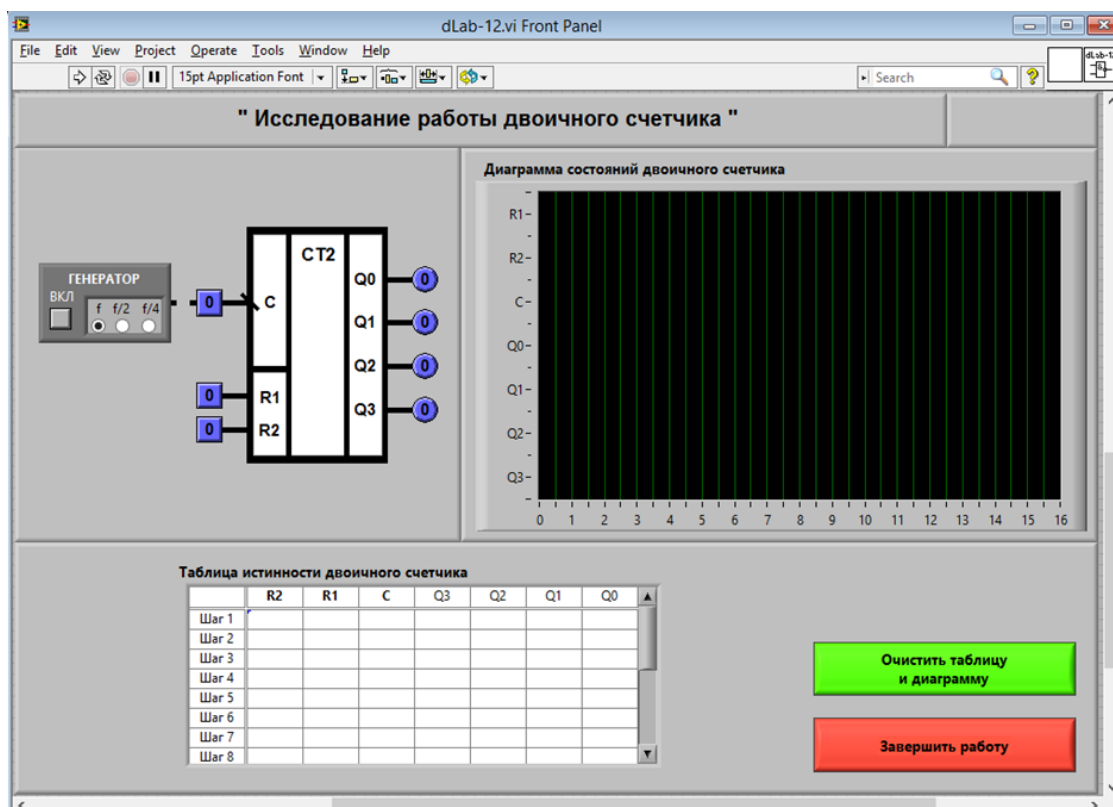 dLab-12.vi Front Panel
File Edit View Project Operate Tools Window Help
15pt Application Font
Search
?
dLab-12
" Исследование работы двоичного счетчика "
Диаграмма состояний двоичного счетчика
ГЕНЕРАТОР
ВКЛ
f f/2 f/4
0
C
CT2
Q0 0
Q1 0
Q2 0
Q3 0
0 R1
0 R2
R1
R2
C
Q0
Q1
Q2
Q3
0 1 2 3 4 5 6 7 8 9 10 11 12 13 14 15 16
Таблица истинности двоичного счетчика
R2 R1 C Q3 Q2 Q1 Q0
Шаг 1
Шаг 2
Шаг 3
Шаг 4
Шаг 5
Шаг 6
Шаг 7
Шаг 8
Очистить таблицу
и диаграмму
Завершить работу